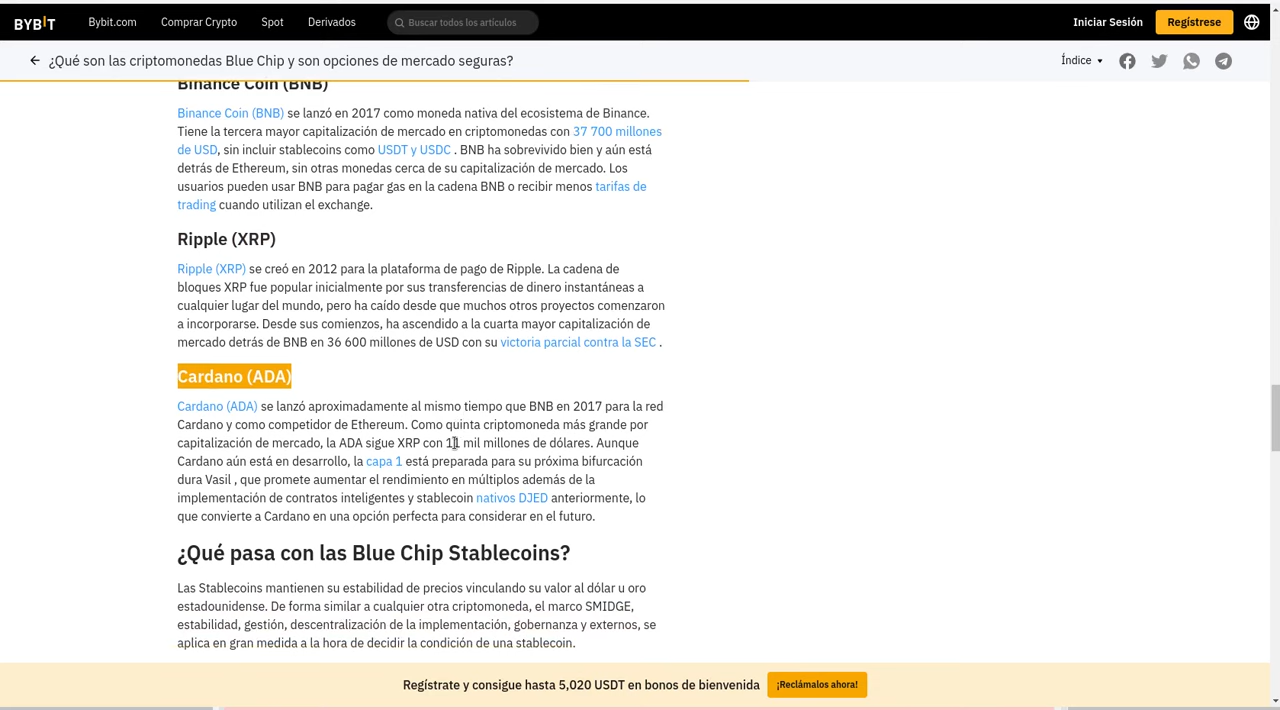 BYBIT
Bybit.com
Comprar Crypto
Spot
Derivados
Buscar todos los artículos
Iniciar Sesión
Regístrese
¿Qué son las criptomonedas Blue Chip y son opciones de mercado seguras?
Índice
Binance Coin (BNB)
Binance Coin (BNB) se lanzó en 2017 como moneda nativa del ecosistema de Binance.
Tiene la tercera mayor capitalización de mercado en criptomonedas con 37 700 millones
de USD, sin incluir stablecoins como USDT y USDC . BNB ha sobrevivido bien y aún está
detrás de Ethereum, sin otras monedas cerca de su capitalización de mercado. Los
usuarios pueden usar BNB para pagar gas en la cadena BNB o recibir menos tarifas de
trading cuando utilizan el exchange.
Ripple (XRP)
Ripple (XRP) se creó en 2012 para la plataforma de pago de Ripple. La cadena de
bloques XRP fue popular inicialmente por sus transferencias de dinero instantáneas a
cualquier lugar del mundo, pero ha caído desde que muchos otros proyectos comenzaron
a incorporarse. Desde sus comienzos, ha ascendido a la cuarta mayor capitalización de
mercado detrás de BNB en 36 600 millones de USD con su victoria parcial contra la SEC .
Cardano (ADA)
Cardano (ADA) se lanzó aproximadamente al mismo tiempo que BNB en 2017 para la red
Cardano y como competidor de Ethereum. Como quinta criptomoneda más grande por
capitalización de mercado, la ADA sigue XRP con 11 mil millones de dólares. Aunque
Cardano aún está en desarrollo, la capa 1 está preparada para su próxima bifurcación
dura Vasil , que promete aumentar el rendimiento en múltiplos además de la
implementación de contratos inteligentes y stablecoin nativos DJED anteriormente, lo
que convierte a Cardano en una opción perfecta para considerar en el futuro.
¿Qué pasa con las Blue Chip Stablecoins?
Las Stablecoins mantienen su estabilidad de precios vinculando su valor al dólar u oro
estadounidense. De forma similar a cualquier otra criptomoneda, el marco SMIDGE,
estabilidad, gestión, descentralización de la implementación, gobernanza y externos, se
aplica en gran medida a la hora de decidir la condición de una stablecoin.
Regístrate y consigue hasta 5,020 USDT en bonos de bienvenida
¡Reclámalos ahora!